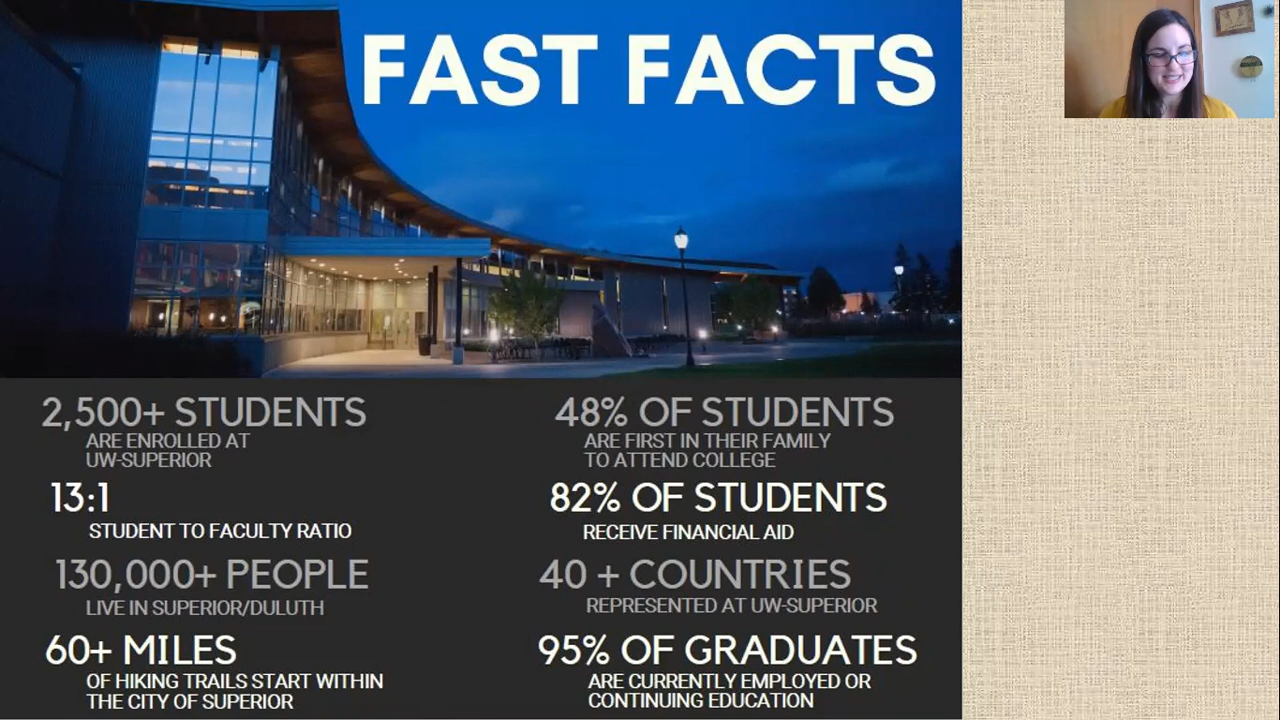 FAST FACTS
2,500+ STUDENTS
ARE ENROLLED AT
UW-SUPERIOR
13:1
STUDENT TO FACULTY RATIO
130,000+ PEOPLE
LIVE IN SUPERIOR/DULUTH
60+ MILES
OF HIKING TRAILS START WITHIN
THE CITY OF SUPERIOR
48% OF STUDENTS
ARE FIRST IN THEIR FAMILY
TO ATTEND COLLEGE
82% OF STUDENTS
RECEIVE FINANCIAL AID
40 + COUNTRIES
REPRESENTED AT UW-SUPERIOR
95% OF GRADUATES
ARE CURRENTLY EMPLOYED OR
CONTINUING EDUCATION